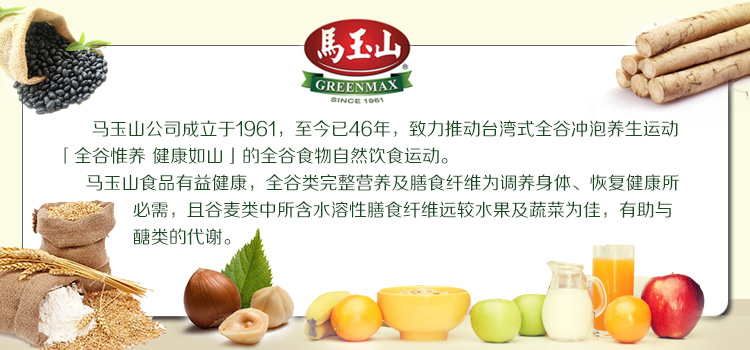 馬玉山
®
GREENMAX
SINCE 1961
马玉山公司成立于1961，至今已46年，致力推动台湾式全谷冲泡养生运动
「全谷惟养 健康如山」的全谷食物自然饮食运动。
马玉山食品有益健康，全谷类完整营养及膳食纤维为调养身体、恢复健康所
必需，且谷麦类中所含水溶性膳食纤维远较水果及蔬菜为佳，有助与
醣类的代谢。